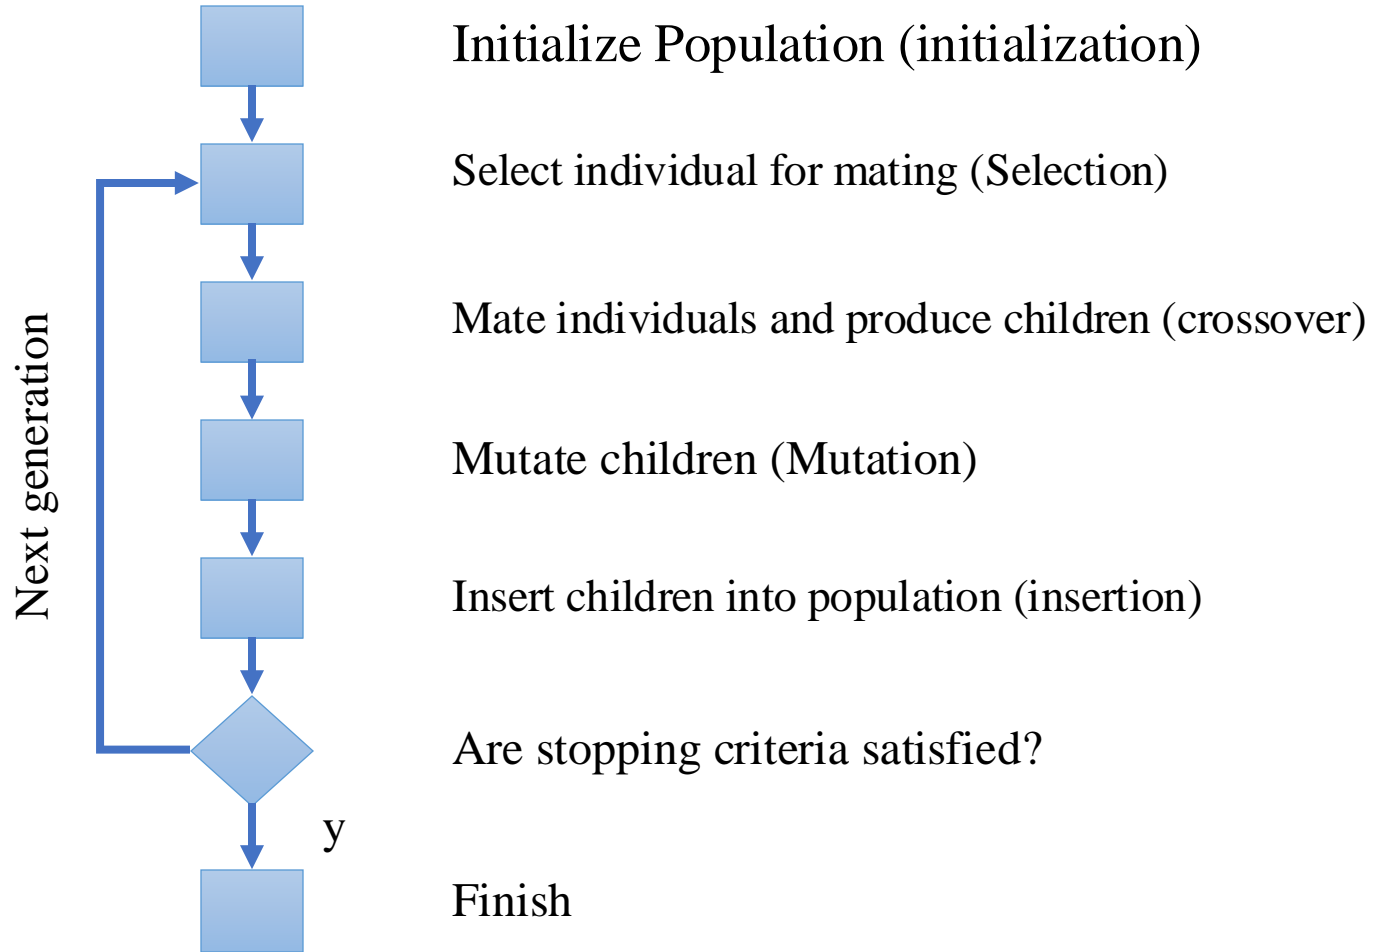 Initialize Population (initialization)
Select individual for mating (Selection)
Mate individuals and produce children (crossover)
Mutate children (Mutation)
Insert children into population (insertion)
Next generation
Are stopping criteria satisfied?
y
Finish